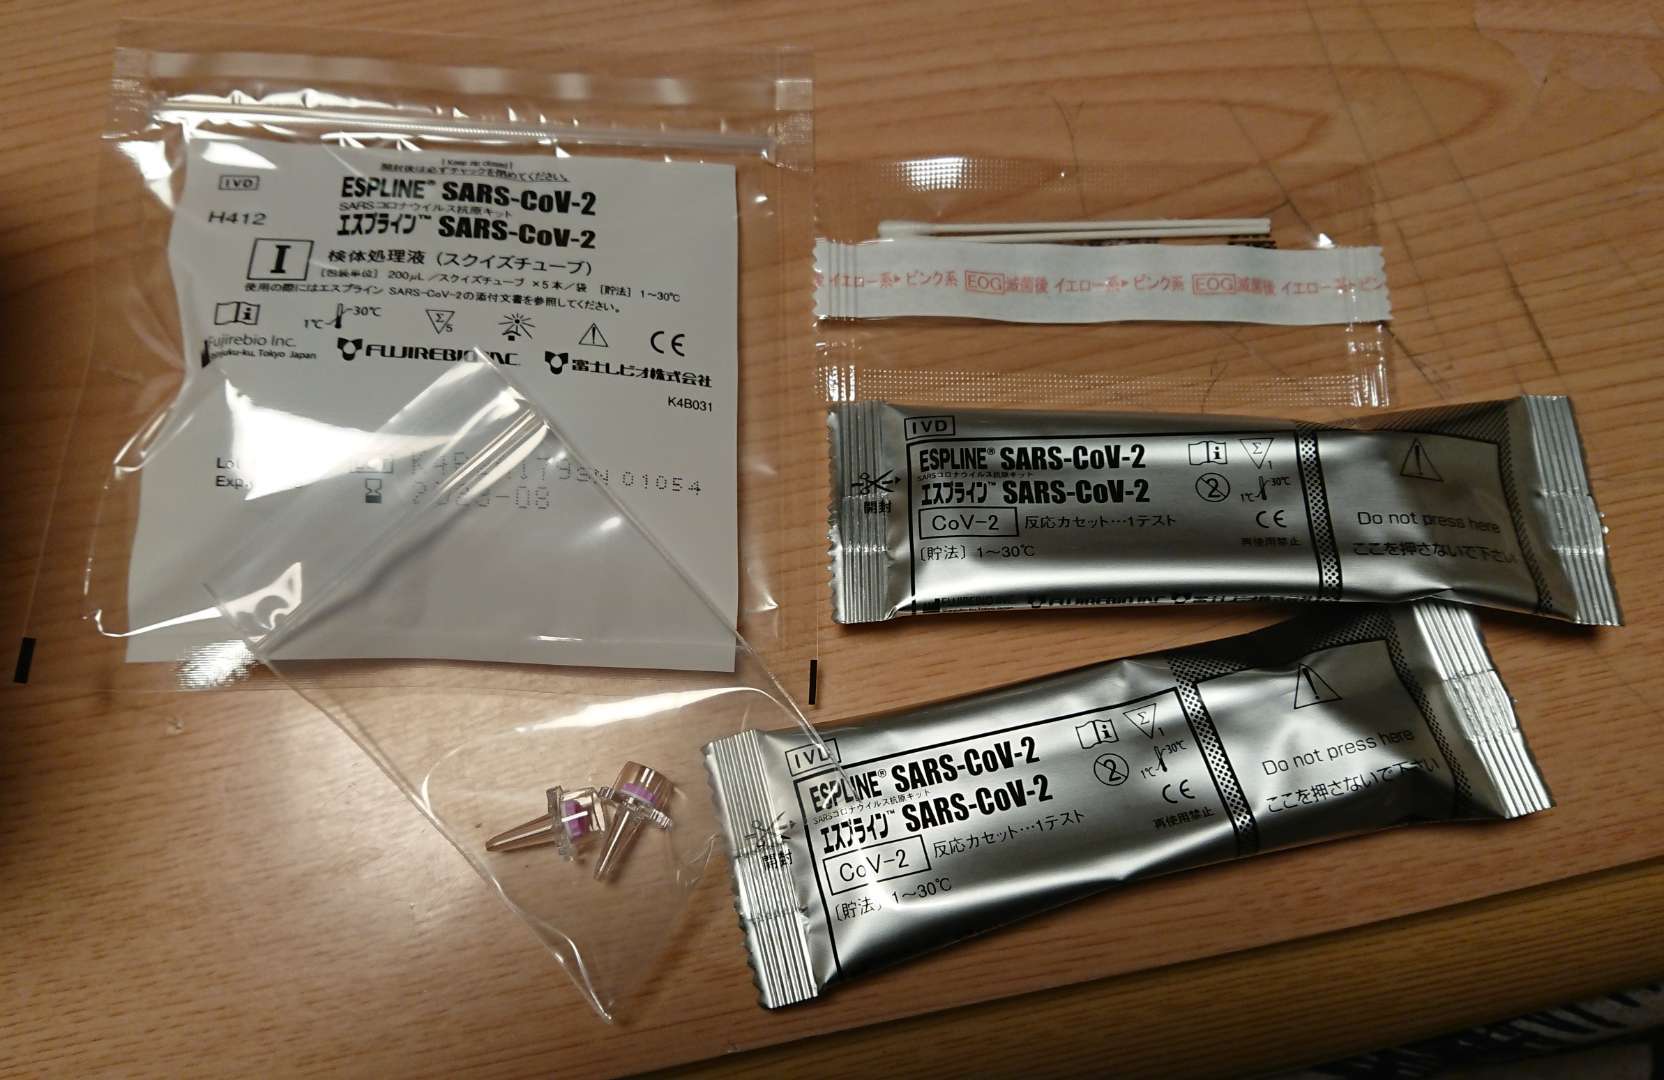 [Keep zip closed]
開封後は必ずチャックを閉めてください。
IVD
ESPLINE® SARS-CoV-2
SARSコロナウイルス抗原キット
H412
エスプライン™ SARS-CoV-2
I 検体処理液（スクイズチューブ）
［包装単位］ 200μL／スクイズチューブ ×5本／袋 ［貯法］ 1～30℃
使用の際にはエスプライン SARS-CoV-2の添付文書を参照してください。
1℃ 30℃
Σ 5
CE
Fujirebio Inc.
Tokyo Japan
FUJIREBIO INC.
富士レビオ株式会社
K4B031
01054
イエロー系▸ピンク系 EOG滅菌後 イエロー系▸ピンク系 EOG滅菌後 イエロー系▸ピン
IVD
ESPLINE® SARS-CoV-2
SARSコロナウイルス抗原キット
エスプライン™ SARS-CoV-2
CoV-2 反応カセット…1テスト
［貯法］ 1～30℃
Σ 1
2
1℃ 30℃
CE
再使用禁止
開封
FUJIREBIO INC.
Do not press here
ここを押さないで下さい
IVD
ESPLINE® SARS-CoV-2
SARSコロナウイルス抗原キット
エスプライン™ SARS-CoV-2
CoV-2 反応カセット…1テスト
［貯法］ 1～30℃
Σ 1
2
1℃ 30℃
CE
再使用禁止
開封
Do not press here
ここを押さないで下さい